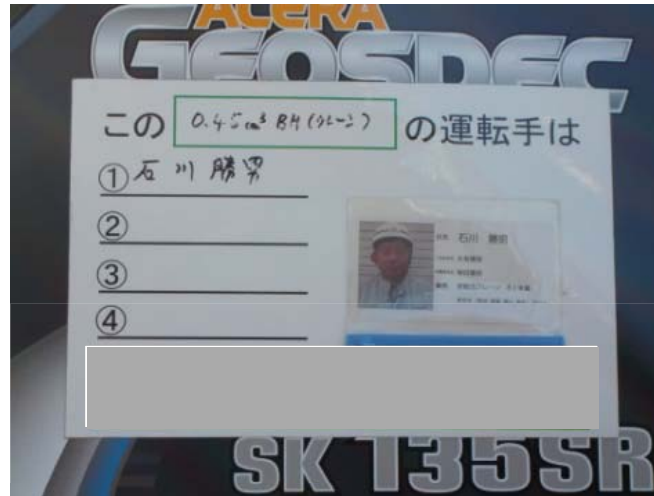 ACERA
GEOSPEC
この 0.45m³ BH(クレーン) の運転手は
① 石川 勝男
②
③
④
石川 勝男
SK135SR